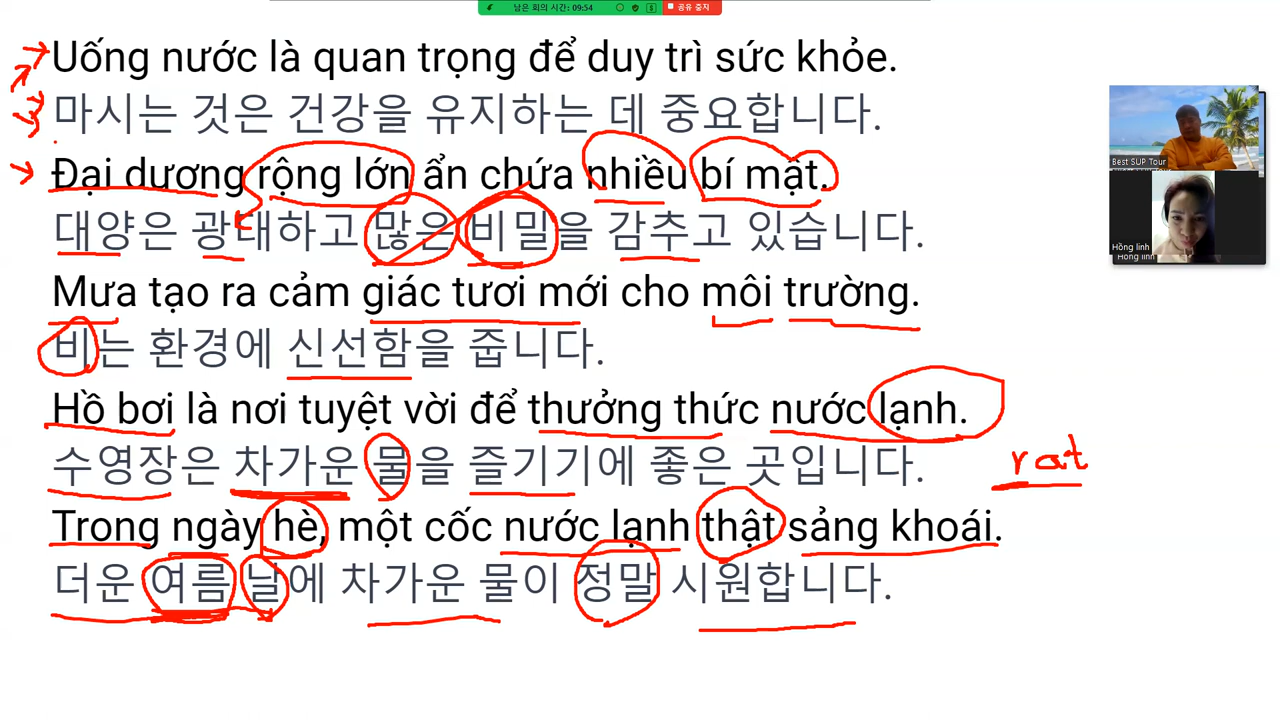 남은 회의 시간: 09:54
공유 중지
Uống nước là quan trọng để duy trì sức khỏe.
마시는 것은 건강을 유지하는 데 중요합니다.
Đại dương rộng lớn ẩn chứa nhiều bí mật.
대양은 광대하고 많은 비밀을 감추고 있습니다.
Mưa tạo ra cảm giác tươi mới cho môi trường.
비는 환경에 신선함을 줍니다.
Hồ bơi là nơi tuyệt vời để thưởng thức nước lạnh.
수영장은 차가운 물을 즐기기에 좋은 곳입니다.
rat
Trong ngày hè, một cốc nước lạnh thật sảng khoái.
더운 여름 날에 차가운 물이 정말 시원합니다.
Best SUP Tour
Hồng linh
Hồng linh